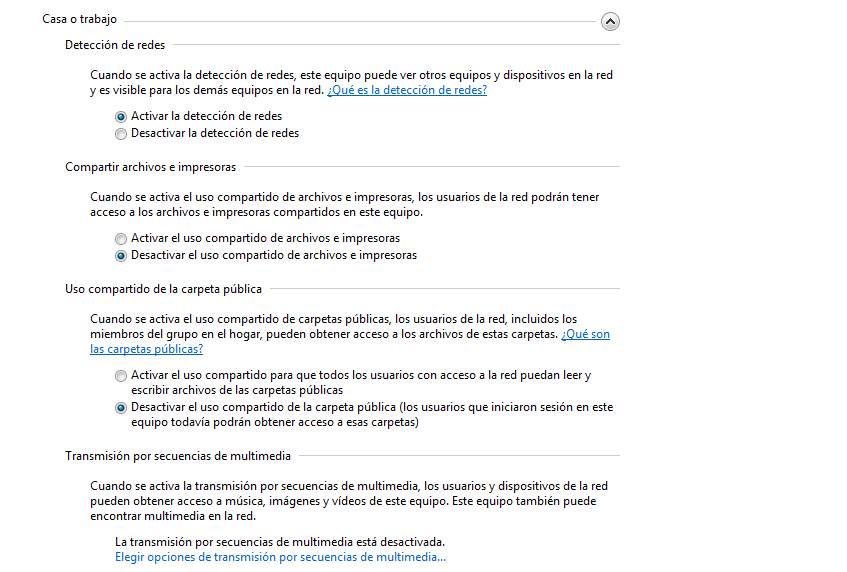 Casa o trabajo
Detección de redes
Cuando se activa la detección de redes, este equipo puede ver otros equipos y dispositivos en la red
y es visible para los demás equipos en la red. ¿Qué es la detección de redes?
Activar la detección de redes
Desactivar la detección de redes
Compartir archivos e impresoras
Cuando se activa el uso compartido de archivos e impresoras, los usuarios de la red podrán tener
acceso a los archivos e impresoras compartidos en este equipo.
Activar el uso compartido de archivos e impresoras
Desactivar el uso compartido de archivos e impresoras
Uso compartido de la carpeta pública
Cuando se activa el uso compartido de carpetas públicas, los usuarios de la red, incluidos los
miembros del grupo en el hogar, pueden obtener acceso a los archivos de estas carpetas. ¿Qué son
las carpetas públicas?
Activar el uso compartido para que todos los usuarios con acceso a la red puedan leer y
escribir archivos de las carpetas públicas
Desactivar el uso compartido de la carpeta pública (los usuarios que iniciaron sesión en este
equipo todavía podrán obtener acceso a esas carpetas)
Transmisión por secuencias de multimedia
Cuando se activa la transmisión por secuencias de multimedia, los usuarios y dispositivos de la red
pueden obtener acceso a música, imágenes y vídeos de este equipo. Este equipo también puede
encontrar multimedia en la red.
La transmisión por secuencias de multimedia está desactivada.
Elegir opciones de transmisión por secuencias de multimedia...